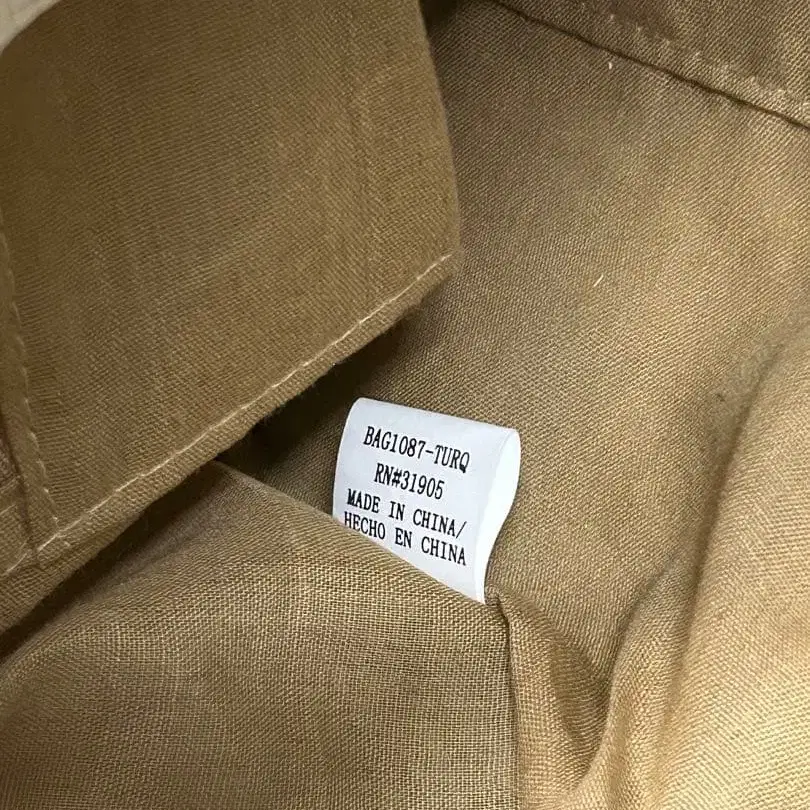 BAG1087-TURQ
RN#31905
MADE IN CHINA/
HECHO EN CHINA